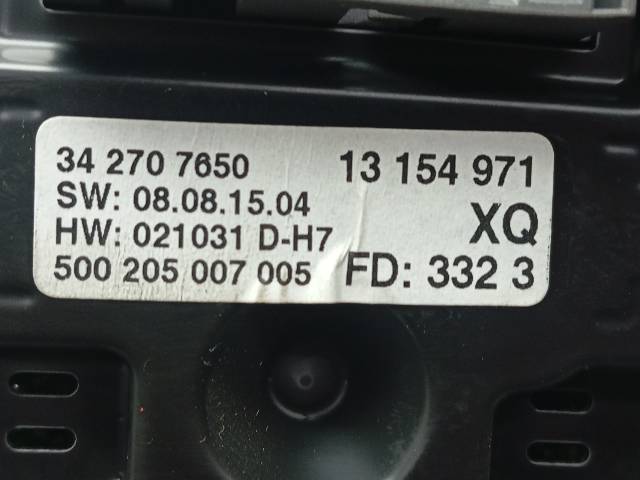 34 270 7650 13 154 971
SW: 08.08.15.04
HW: 021031 D-H7 XQ
500 205 007 005 FD: 332 3